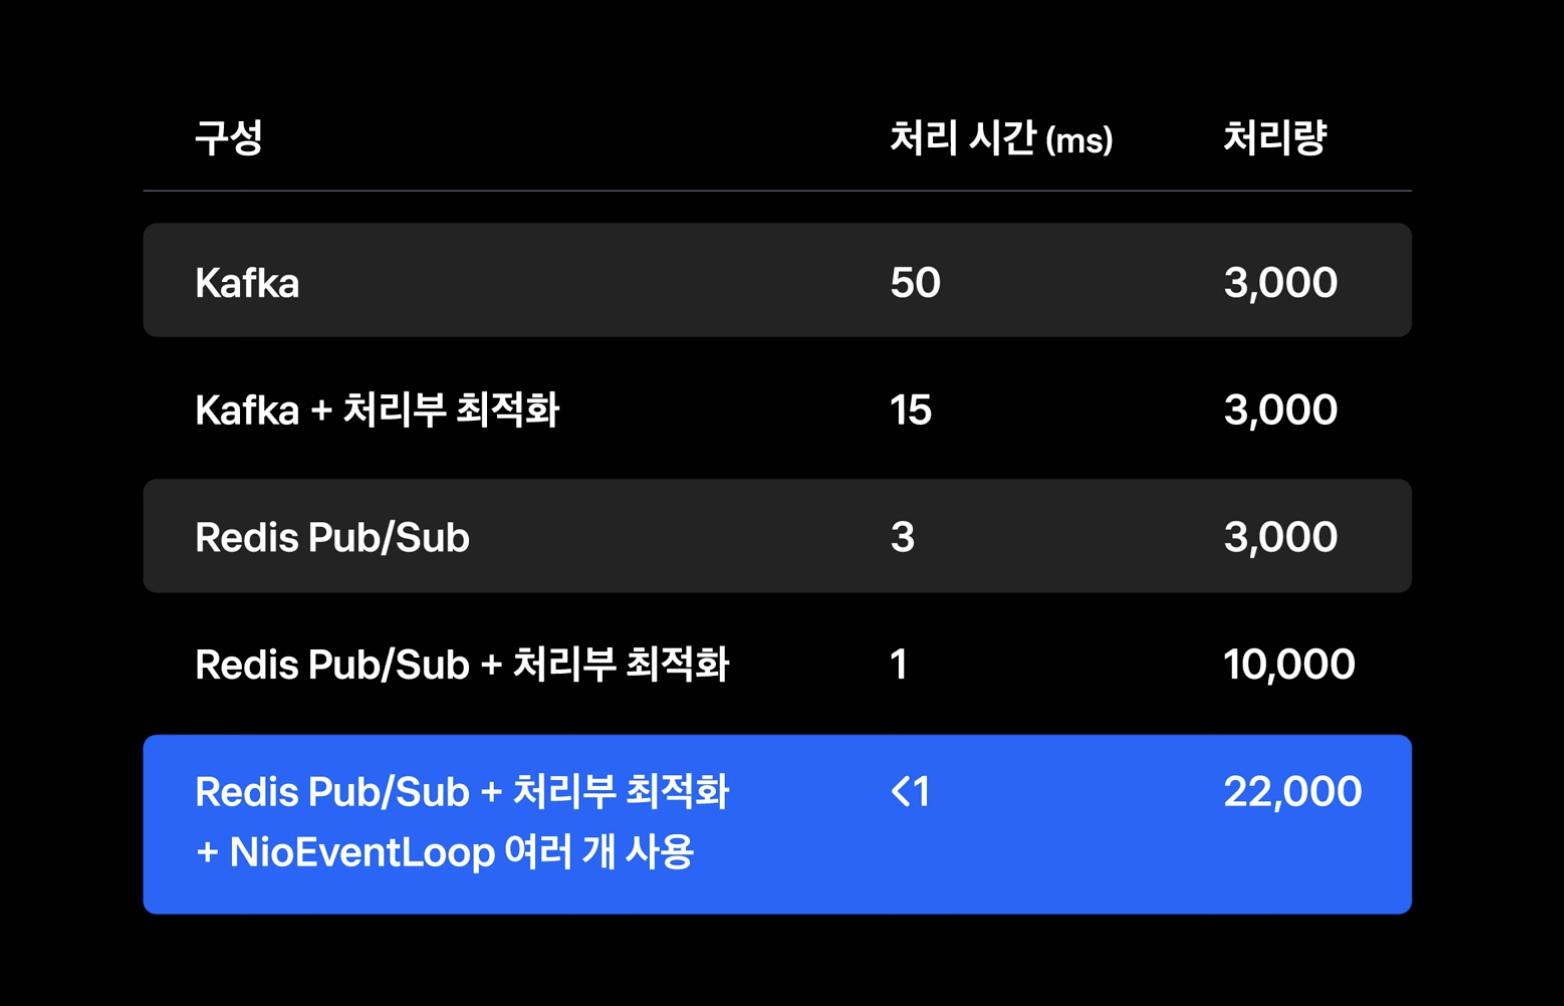 구성 처리 시간 (ms) 처리량
Kafka 50 3,000
Kafka + 처리부 최적화 15 3,000
Redis Pub/Sub 3 3,000
Redis Pub/Sub + 처리부 최적화 1 10,000
Redis Pub/Sub + 처리부 최적화 <1 22,000
+ NioEventLoop 여러 개 사용